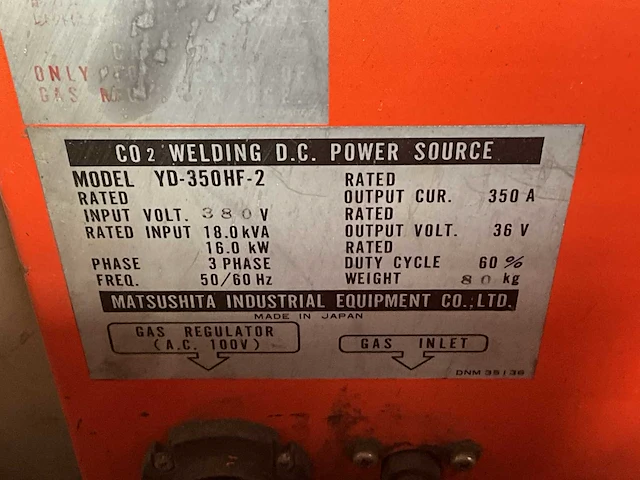 ONLY
GAS
CO2 WELDING D.C. POWER SOURCE
MODEL YD-350HF-2
RATED
INPUT VOLT. 380 V
RATED INPUT 18.0 kVA
16.0 kW
PHASE 3 PHASE
FREQ. 50/60 Hz
RATED
OUTPUT CUR. 350 A
RATED
OUTPUT VOLT. 36 V
RATED
DUTY CYCLE 60 %
WEIGHT 80 kg
MATSUSHITA INDUSTRIAL EQUIPMENT CO.,LTD.
MADE IN JAPAN
GAS REGULATOR
(A.C. 100V)
GAS INLET